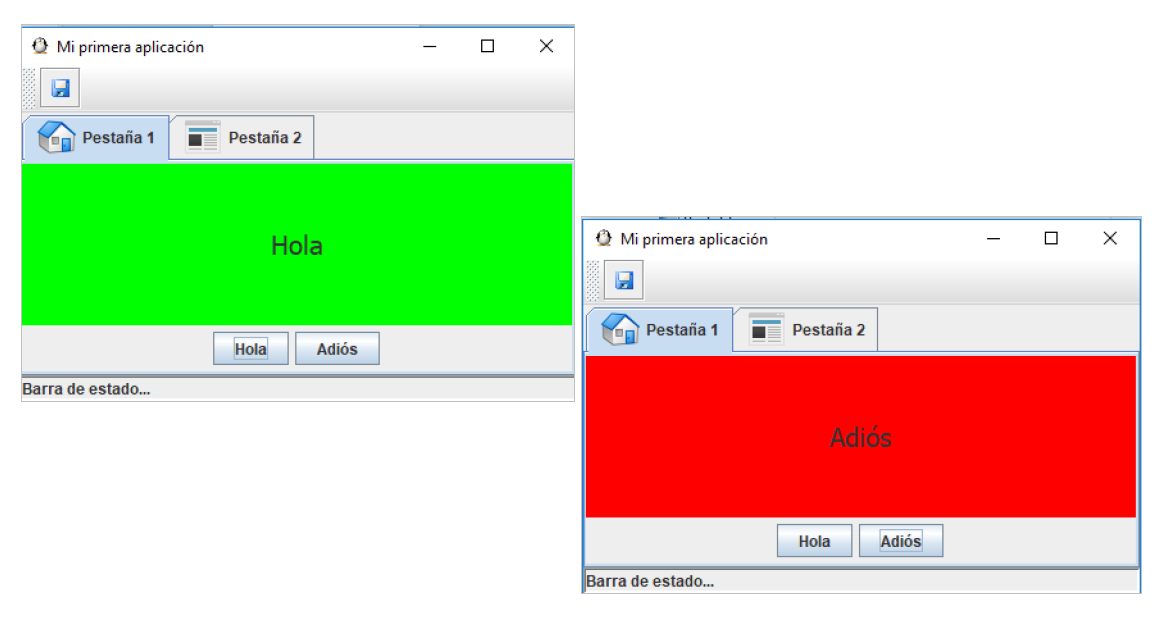 Mi primera aplicación
Pestaña 1 Pestaña 2
Hola
Hola Adiós
Barra de estado...
Mi primera aplicación
Pestaña 1 Pestaña 2
Adiós
Hola Adiós
Barra de estado...